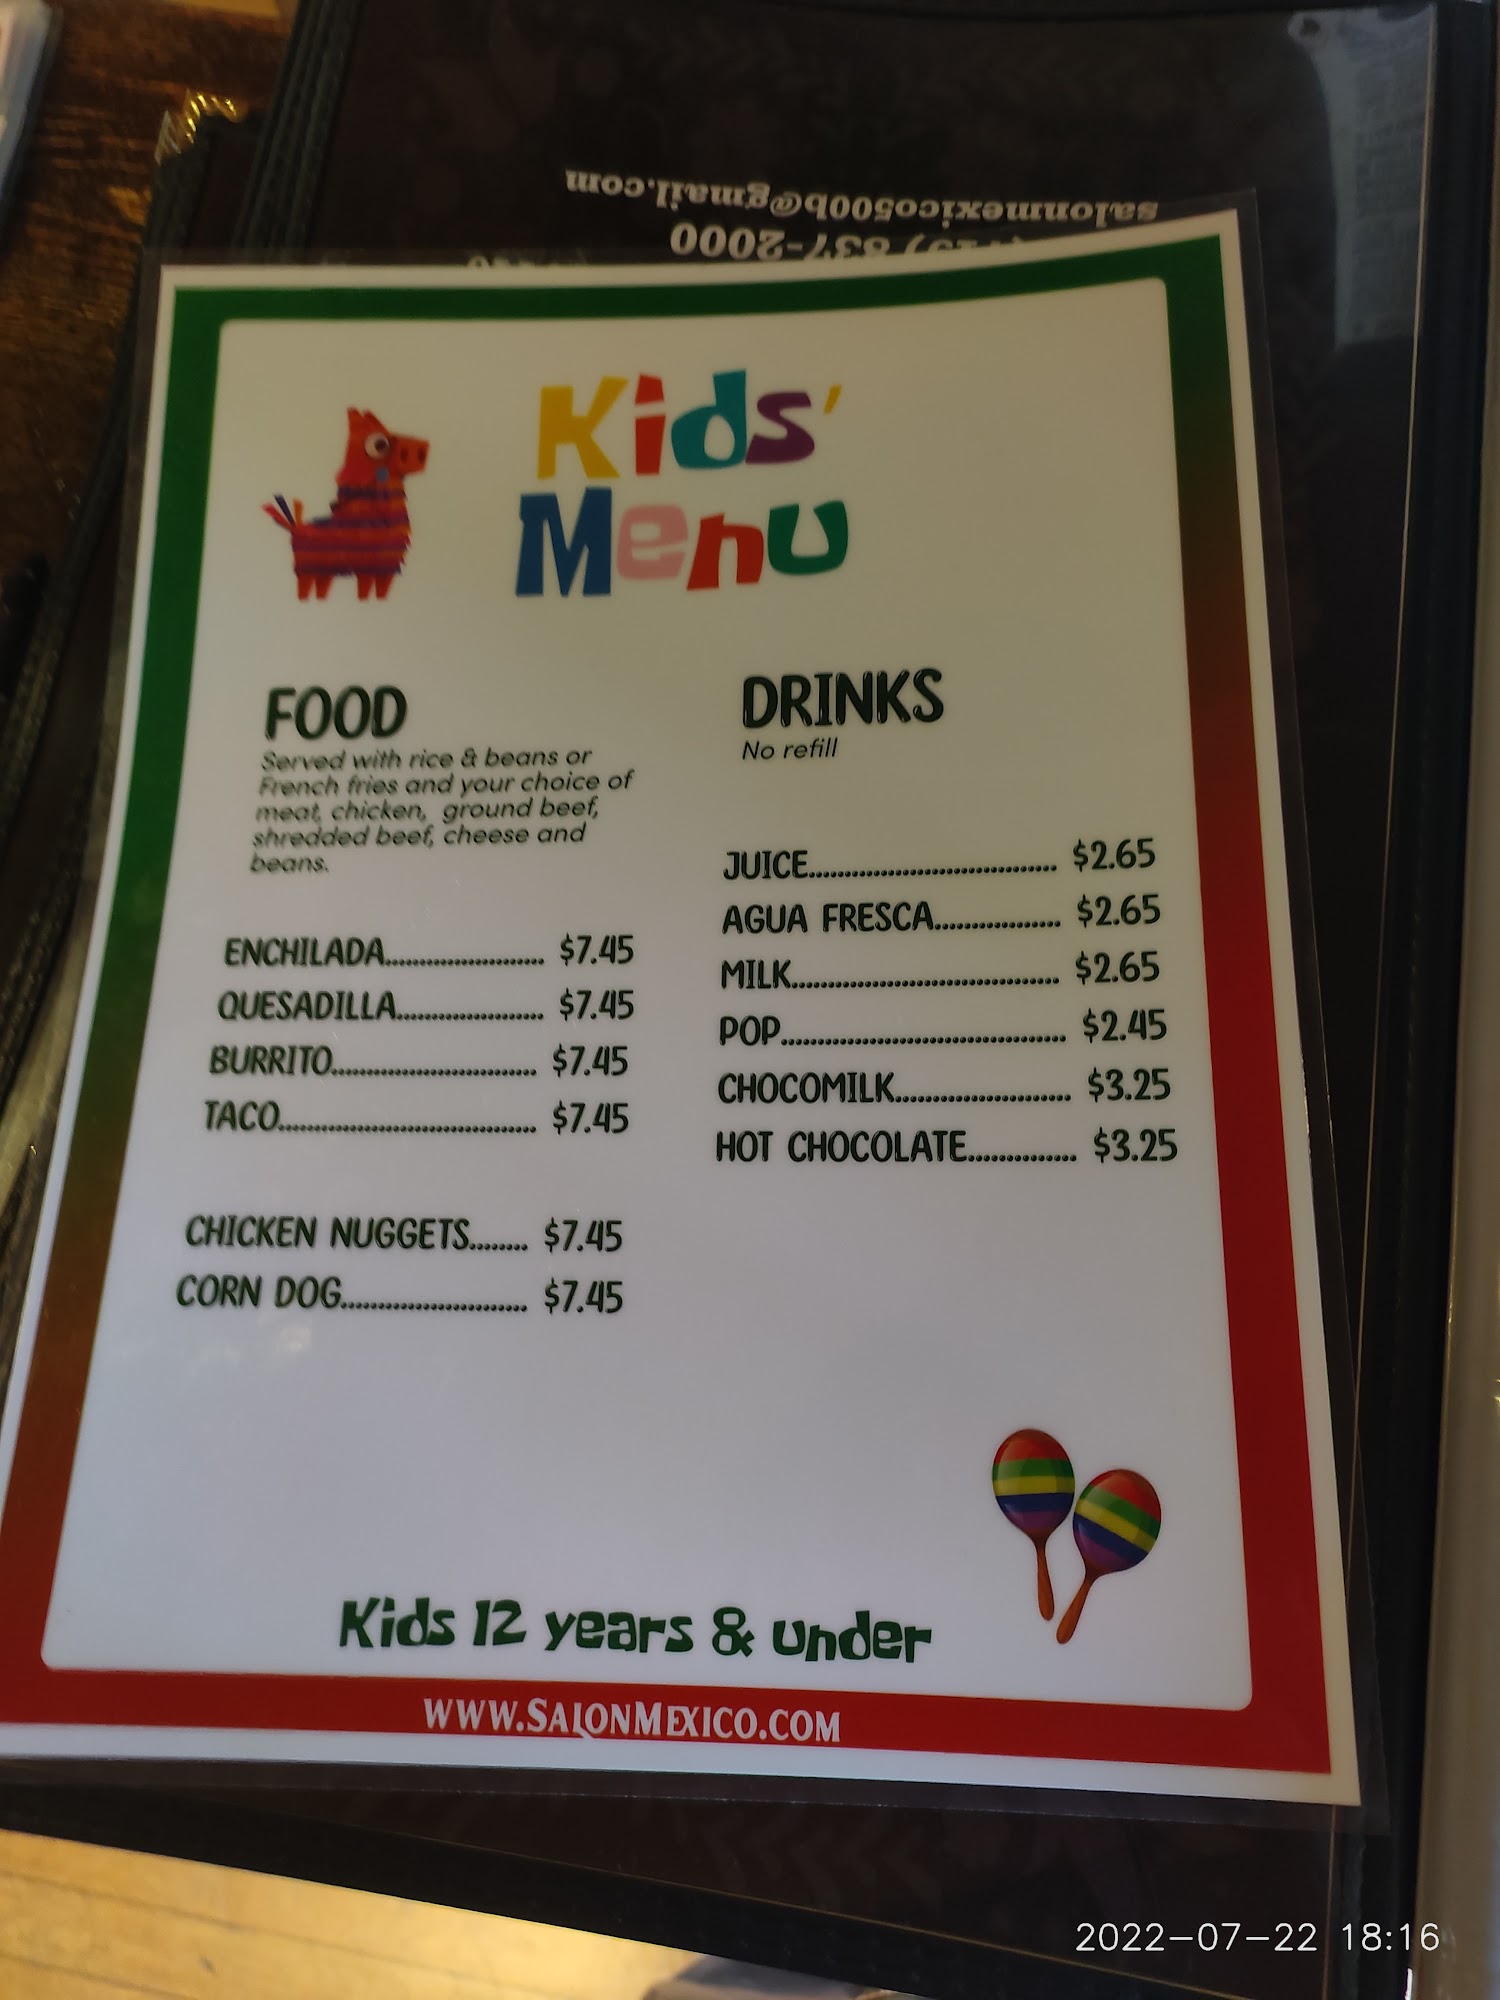 salonmexico500b@gmail.com
837-2000
Kids'
Menu
FOOD
Served with rice & beans or
French fries and your choice of
meat, chicken, ground beef,
shredded beef, cheese and
beans.
ENCHILADA........................ $7.45
QUESADILLA...................... $7.45
BURRITO............................... $7.45
TACO....................................... $7.45
CHICKEN NUGGETS........ $7.45
CORN DOG............................ $7.45
DRINKS
No refill
JUICE...................................... $2.65
AGUA FRESCA................... $2.65
MILK........................................ $2.65
POP........................................... $2.45
CHOCOMILK.......................... $3.25
HOT CHOCOLATE................ $3.25
Kids 12 years & under
WWW.SALONMEXICO.COM
2022-07-22 18:16